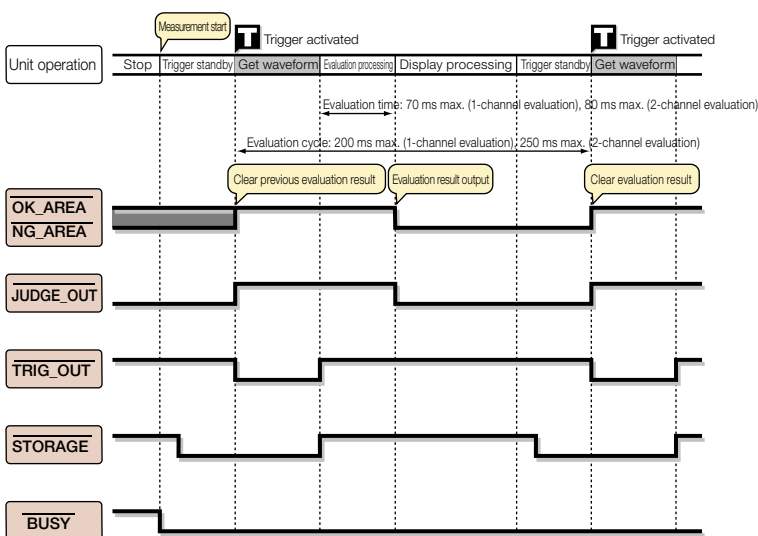 Measurement start
T Trigger activated
T Trigger activated
Unit operation
Stop Trigger standby Get waveform Evaluation processing Display processing Trigger standby Get waveform
Evaluation time: 70 ms max. (1-channel evaluation), 80 ms max. (2-channel evaluation)
Evaluation cycle: 200 ms max. (1-channel evaluation), 250 ms max. (2-channel evaluation)
Clear previous evaluation result
Evaluation result output
Clear evaluation result
OK_AREA
NG_AREA
JUDGE_OUT
TRIG_OUT
STORAGE
BUSY